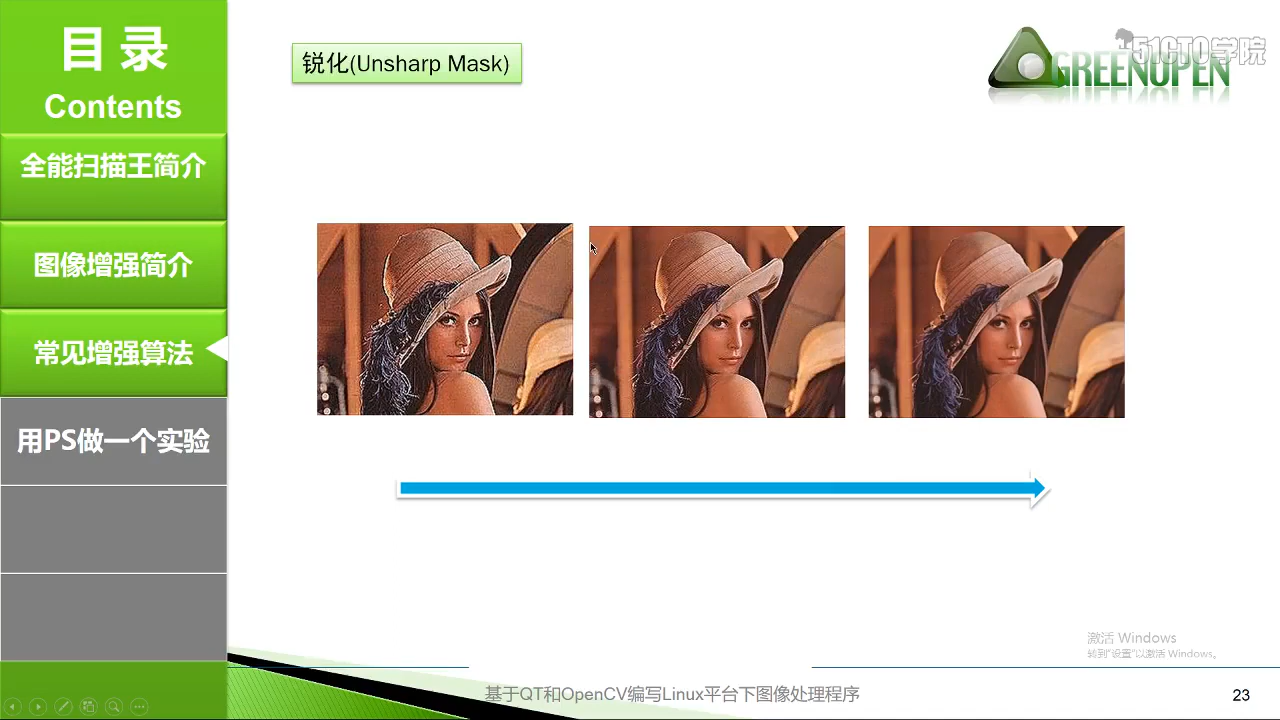 目 录
Contents
全能扫描王简介
图像增强简介
常见增强算法
用PS做一个实验
锐化(Unsharp Mask)
51CTO学院
GREENOPEN
激活 Windows
转到"设置"以激活 Windows。
基于QT和OpenCV编写Linux平台下图像处理程序
23